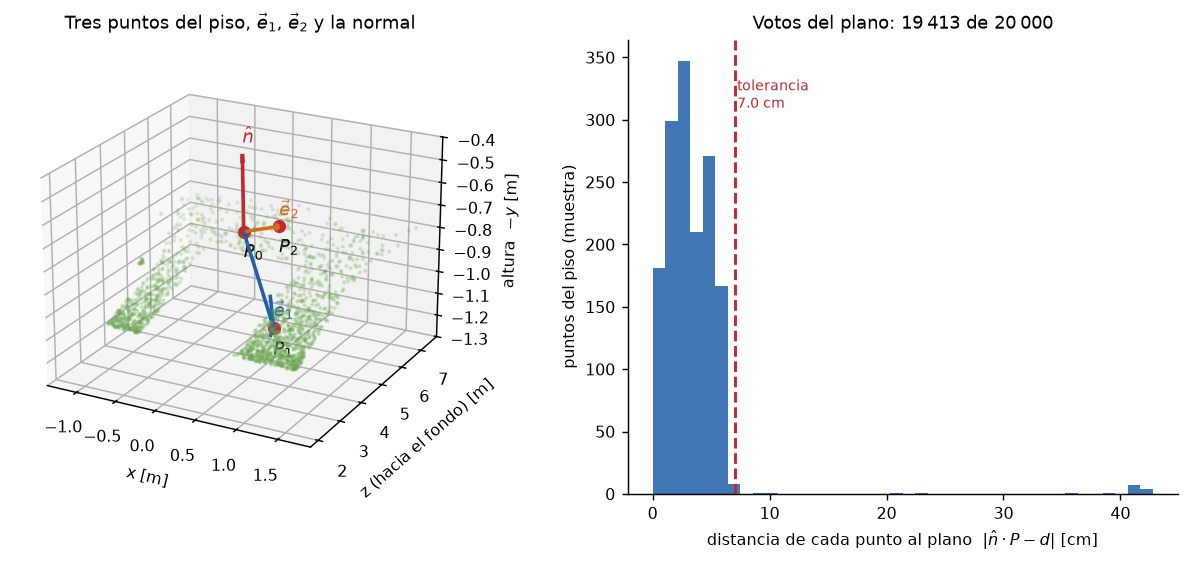 Tres puntos del piso, e⃗₁, e⃗₂ y la normal
n̂
e⃗₂
P₀
P₂
e⃗₁
P₁
−0.4
−0.5
−0.6
−0.7
−0.8
−0.9
−1.0
−1.1
−1.2
−1.3
altura −y [m]
−1.0
−0.5
0.0
0.5
1.0
1.5
x [m]
2
3
4
5
6
7
z (hacia el fondo) [m]
Votos del plano: 19 413 de 20 000
tolerancia
7.0 cm
350
300
250
200
150
100
50
0
puntos del piso (muestra)
0
10
20
30
40
distancia de cada punto al plano |n̂ · P − d| [cm]